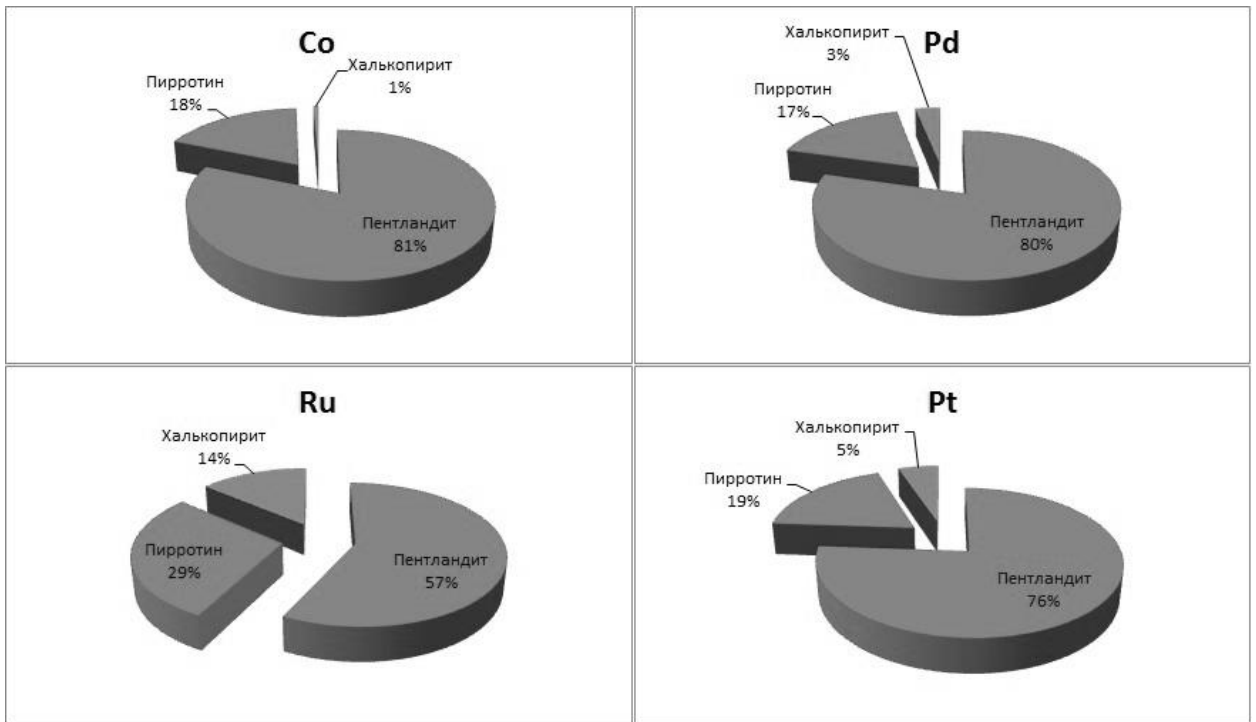 Co
Халькопирит
1%
Пирротин
18%
Пентландит
81%
Pd
Халькопирит
3%
Пирротин
17%
Пентландит
80%
Ru
Халькопирит
14%
Пирротин
29%
Пентландит
57%
Pt
Халькопирит
5%
Пирротин
19%
Пентландит
76%